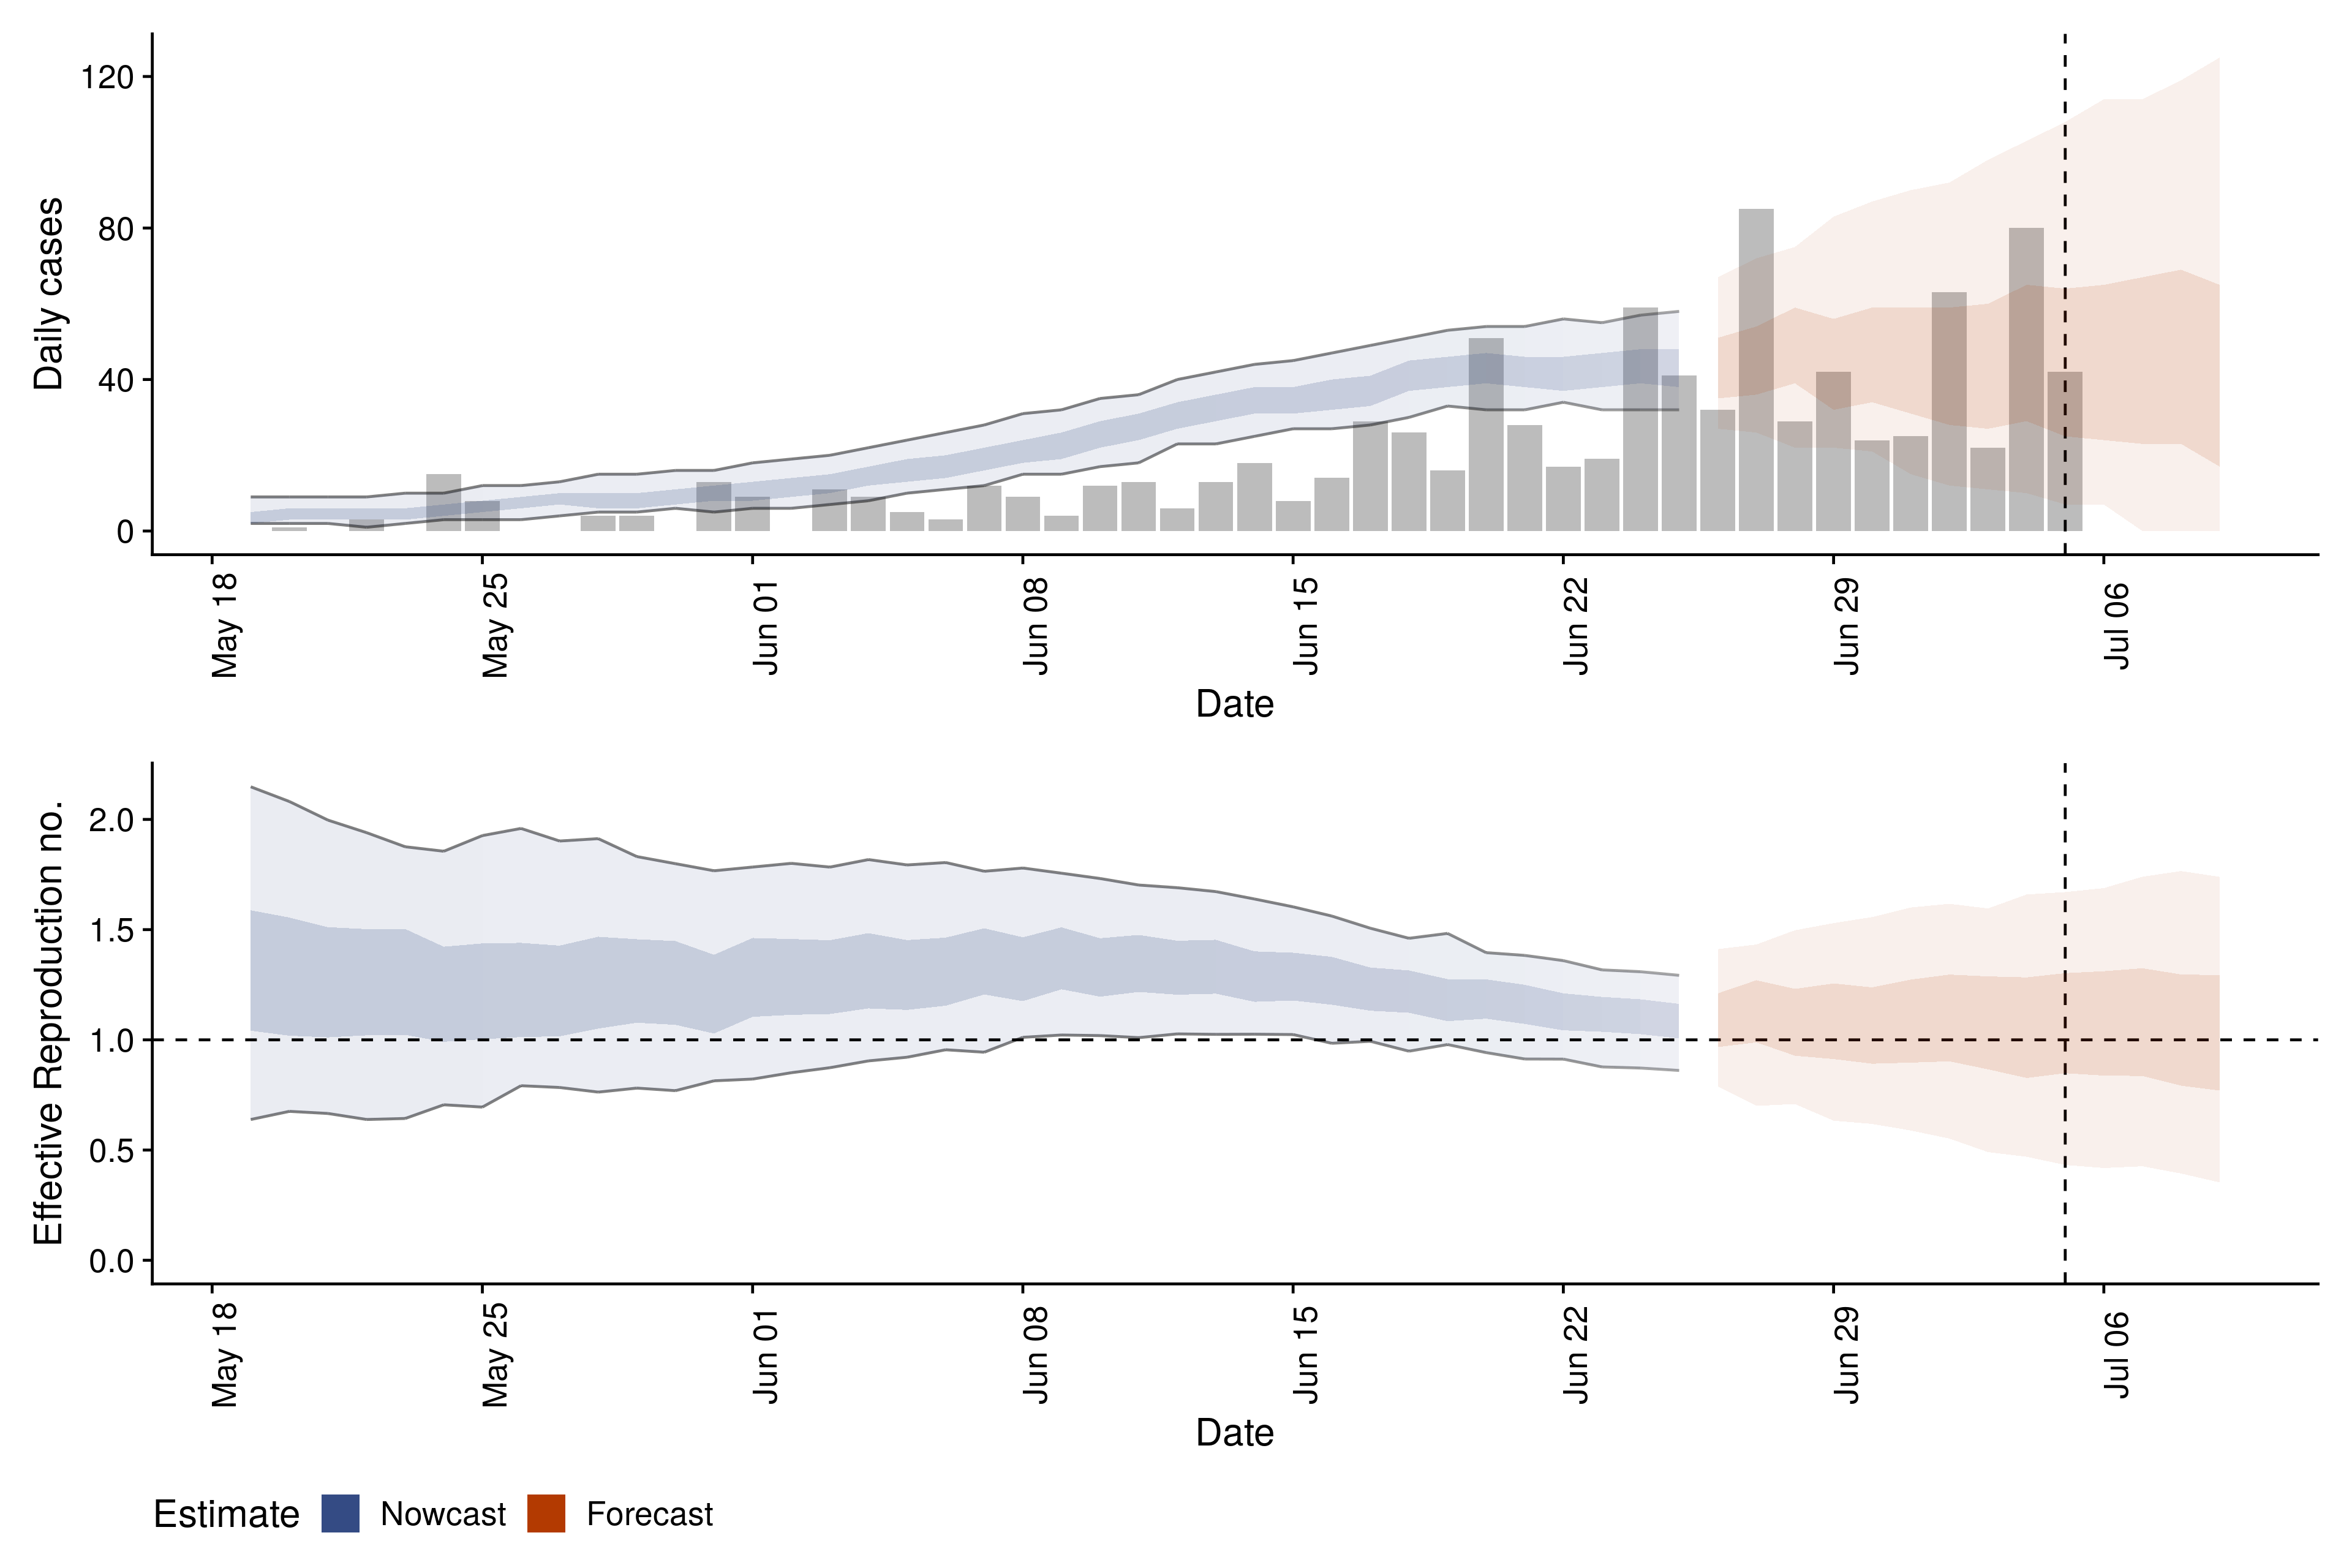 120
80
40
0
Daily cases
May 18
May 25
Jun 01
Jun 08
Jun 15
Jun 22
Jun 29
Jul 06
Date
2.0
1.5
1.0
0.5
0.0
Effective Reproduction no.
May 18
May 25
Jun 01
Jun 08
Jun 15
Jun 22
Jun 29
Jul 06
Date
Estimate Nowcast Forecast